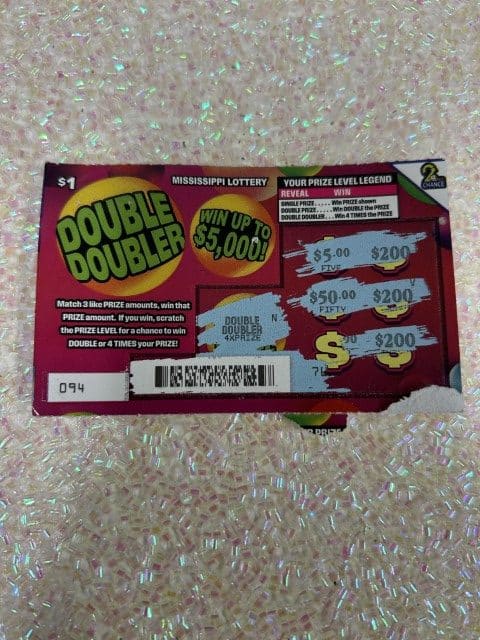 $1
MISSISSIPPI LOTTERY
YOUR PRIZE LEVEL LEGEND
REVEAL WIN
SINGLE PRIZE..... Win PRIZE shown
DOUBLE PRIZE..... Win DOUBLE the PRIZE
DOUBLE DOUBLER... Win 4 TIMES the PRIZE
2nd
CHANCE
DOUBLE
DOUBLER
WIN UP TO
$5,000!
Match 3 like PRIZE amounts, win that
PRIZE amount. If you win, scratch
the PRIZE LEVEL for a chance to win
DOUBLE or 4 TIMES your PRIZE!
DOUBLE N
DOUBLER
4XPRIZE
$5.00 $200
FIVE
$50.00 $200
FIFTY
$200
094